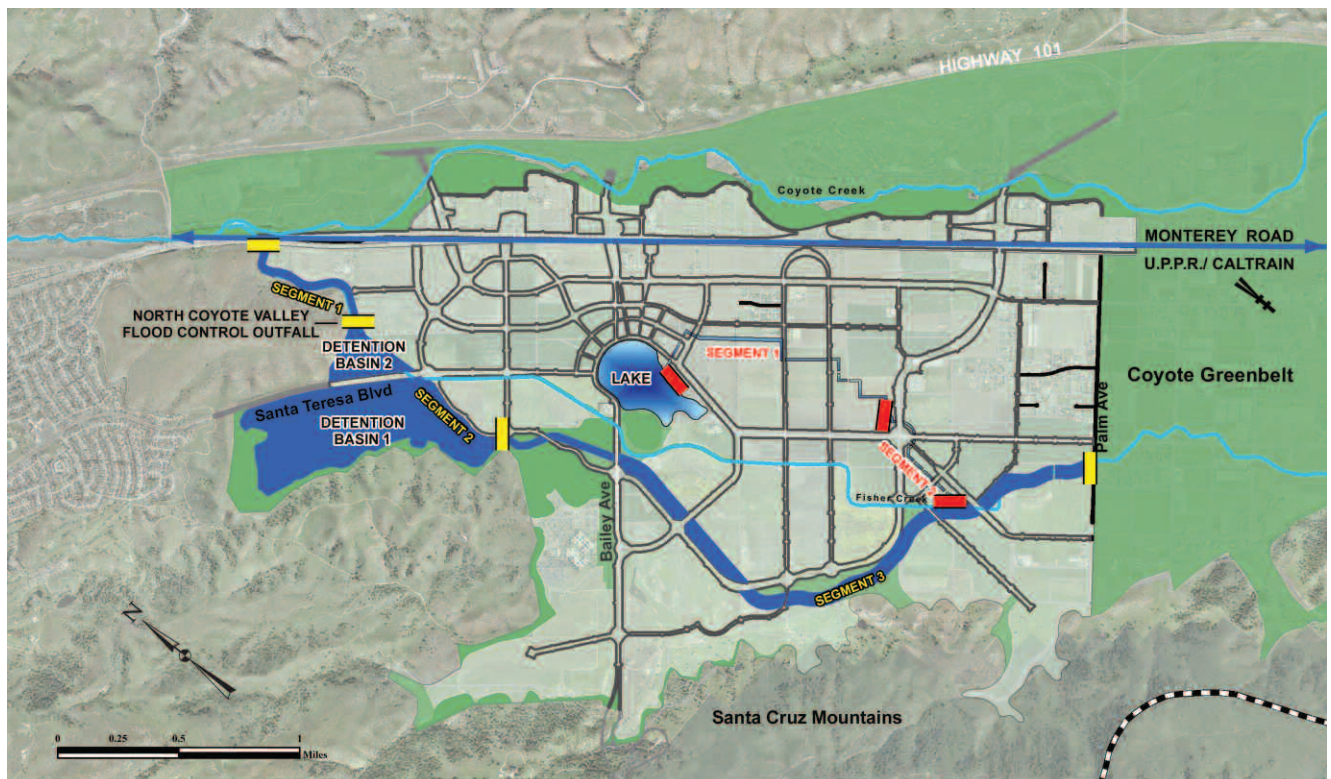 HIGHWAY 101
Coyote Creek
MONTEREY ROAD
U.P.P.R./ CALTRAIN
SEGMENT 1
NORTH COYOTE VALLEY
FLOOD CONTROL OUTFALL
DETENTION
BASIN 2
SEGMENT 1
LAKE
Coyote Greenbelt
Santa Teresa Blvd
SEGMENT 2
DETENTION
BASIN 1
Palm Ave
SEGMENT 2
Fisher Creek
Bailey Ave
SEGMENT 3
N
Santa Cruz Mountains
0 0.25 0.5 1
Miles